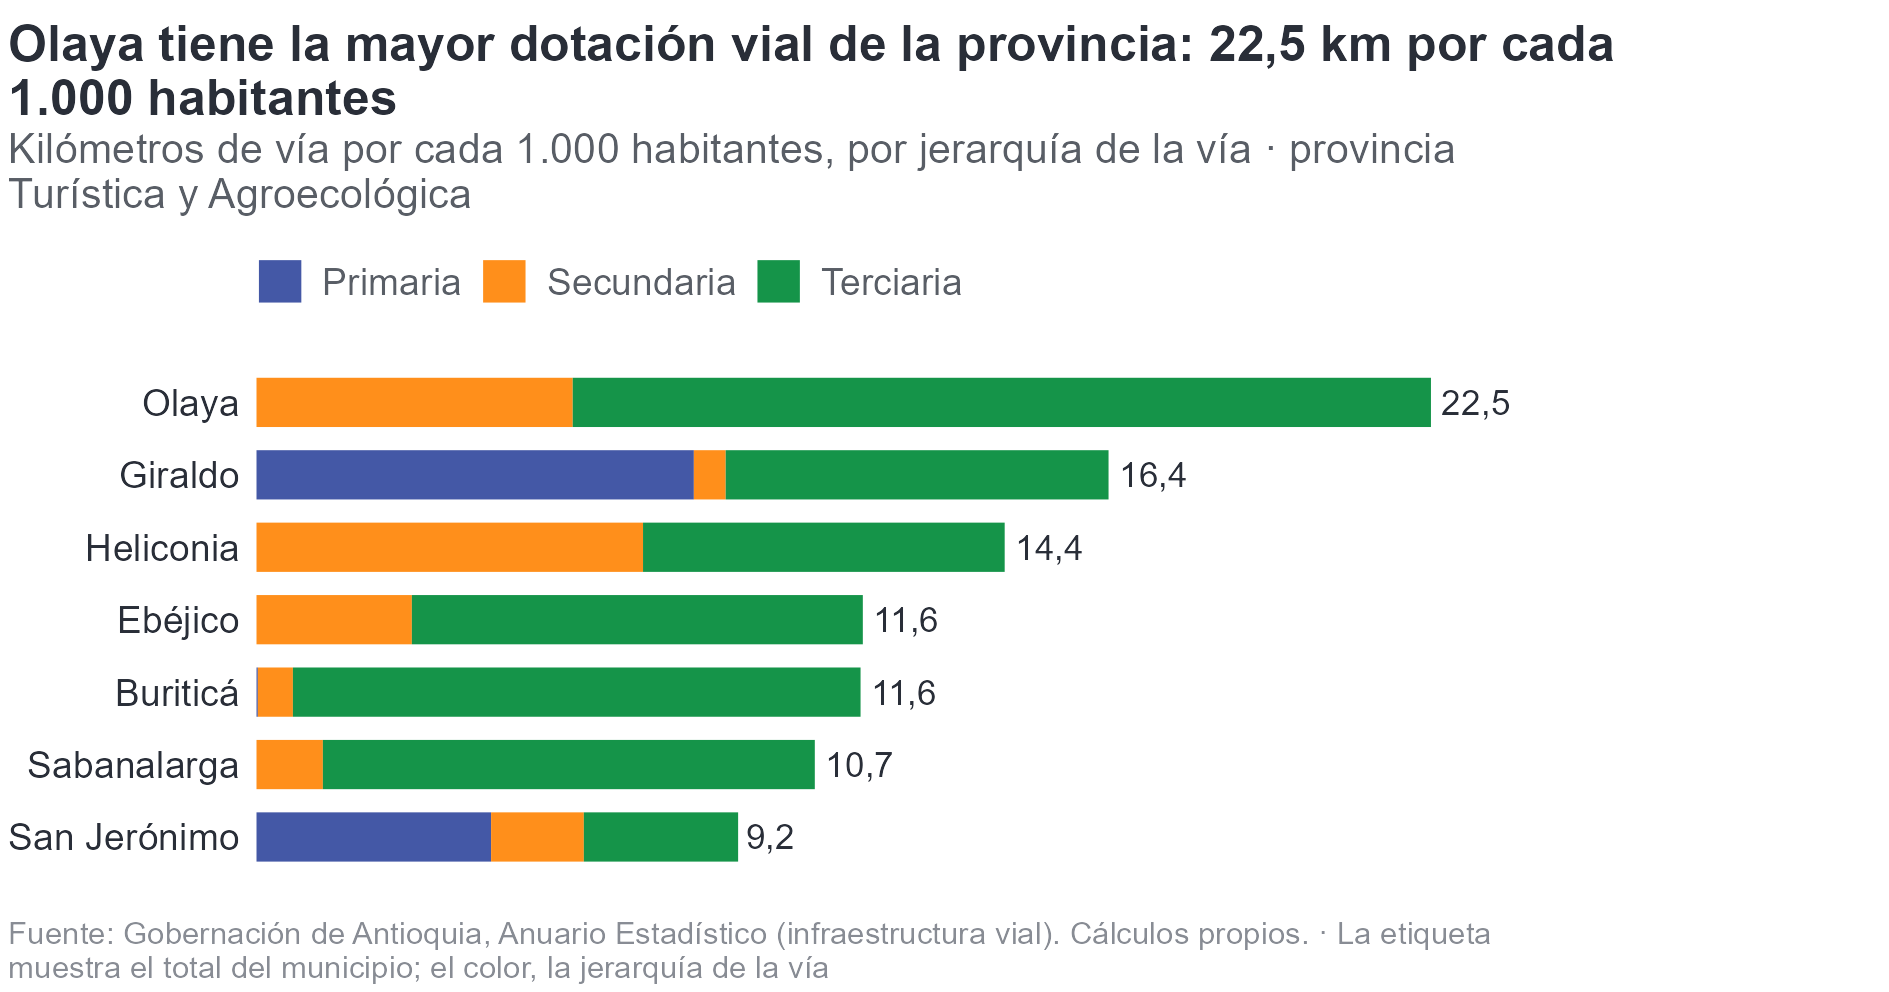 Olaya tiene la mayor dotación vial de la provincia: 22,5 km por cada
1.000 habitantes
Kilómetros de vía por cada 1.000 habitantes, por jerarquía de la vía · provincia
Turística y Agroecológica
Primaria Secundaria Terciaria
Olaya 22,5
Giraldo 16,4
Heliconia 14,4
Ebéjico 11,6
Buriticá 11,6
Sabanalarga 10,7
San Jerónimo 9,2
Fuente: Gobernación de Antioquia, Anuario Estadístico (infraestructura vial). Cálculos propios. · La etiqueta
muestra el total del municipio; el color, la jerarquía de la vía